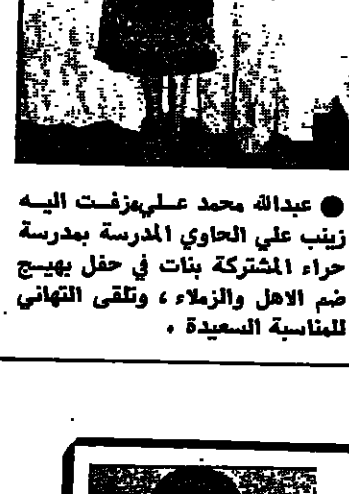 ● عبدالله محمد علي،زفت اليه
زينب علي الحاوي المدرسة بمدرسة
حراء المشتركة بنات في حفل بهيج
ضم الاهل والزملاء ، وتلقى التهاني
للمناسبة السعيدة .